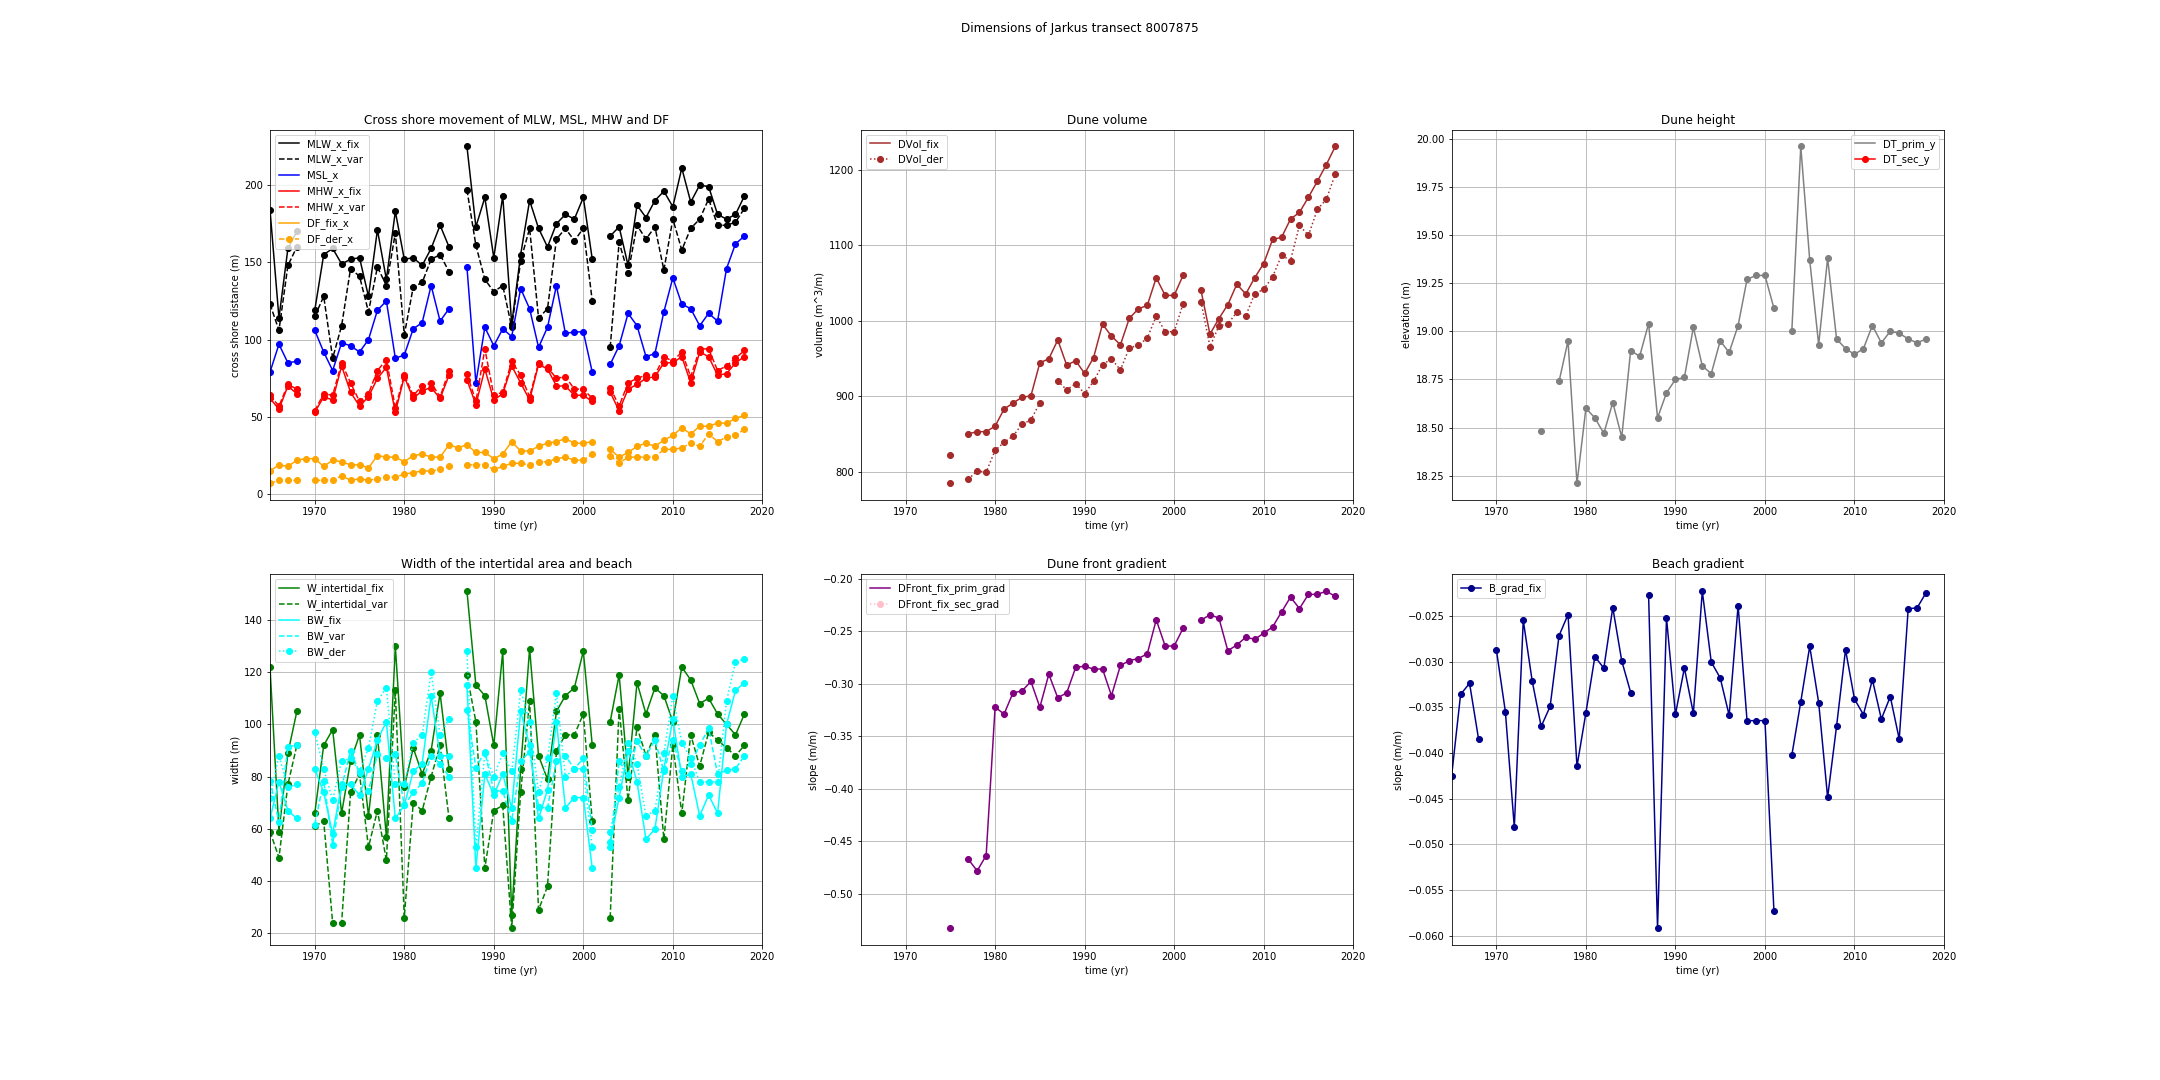 Dimensions of Jarkus transect 8007875
Cross shore movement of MLW, MSL, MHW and DF
cross shore distance (m)
200
150
100
50
0
MLW_x_fix
MLW_x_var
MSL_x
MHW_x_fix
MHW_x_var
DF_fix_x
DF_der_x
1970 1980 1990 2000 2010 2020
time (yr)
Dune volume
volume (m^3/m)
1200
1100
1000
900
800
DVol_fix
DVol_der
1970 1980 1990 2000 2010 2020
time (yr)
Dune height
elevation (m)
20.00
19.75
19.50
19.25
19.00
18.75
18.50
18.25
DT_prim_y
DT_sec_y
1970 1980 1990 2000 2010 2020
time (yr)
Width of the intertidal area and beach
width (m)
140
120
100
80
60
40
20
W_intertidal_fix
W_intertidal_var
BW_fix
BW_var
BW_der
1970 1980 1990 2000 2010 2020
time (yr)
Dune front gradient
slope (m/m)
−0.20
−0.25
−0.30
−0.35
−0.40
−0.45
−0.50
DFront_fix_prim_grad
DFront_fix_sec_grad
1970 1980 1990 2000 2010 2020
time (yr)
Beach gradient
slope (m/m)
−0.025
−0.030
−0.035
−0.040
−0.045
−0.050
−0.055
−0.060
B_grad_fix
1970 1980 1990 2000 2010 2020
time (yr)